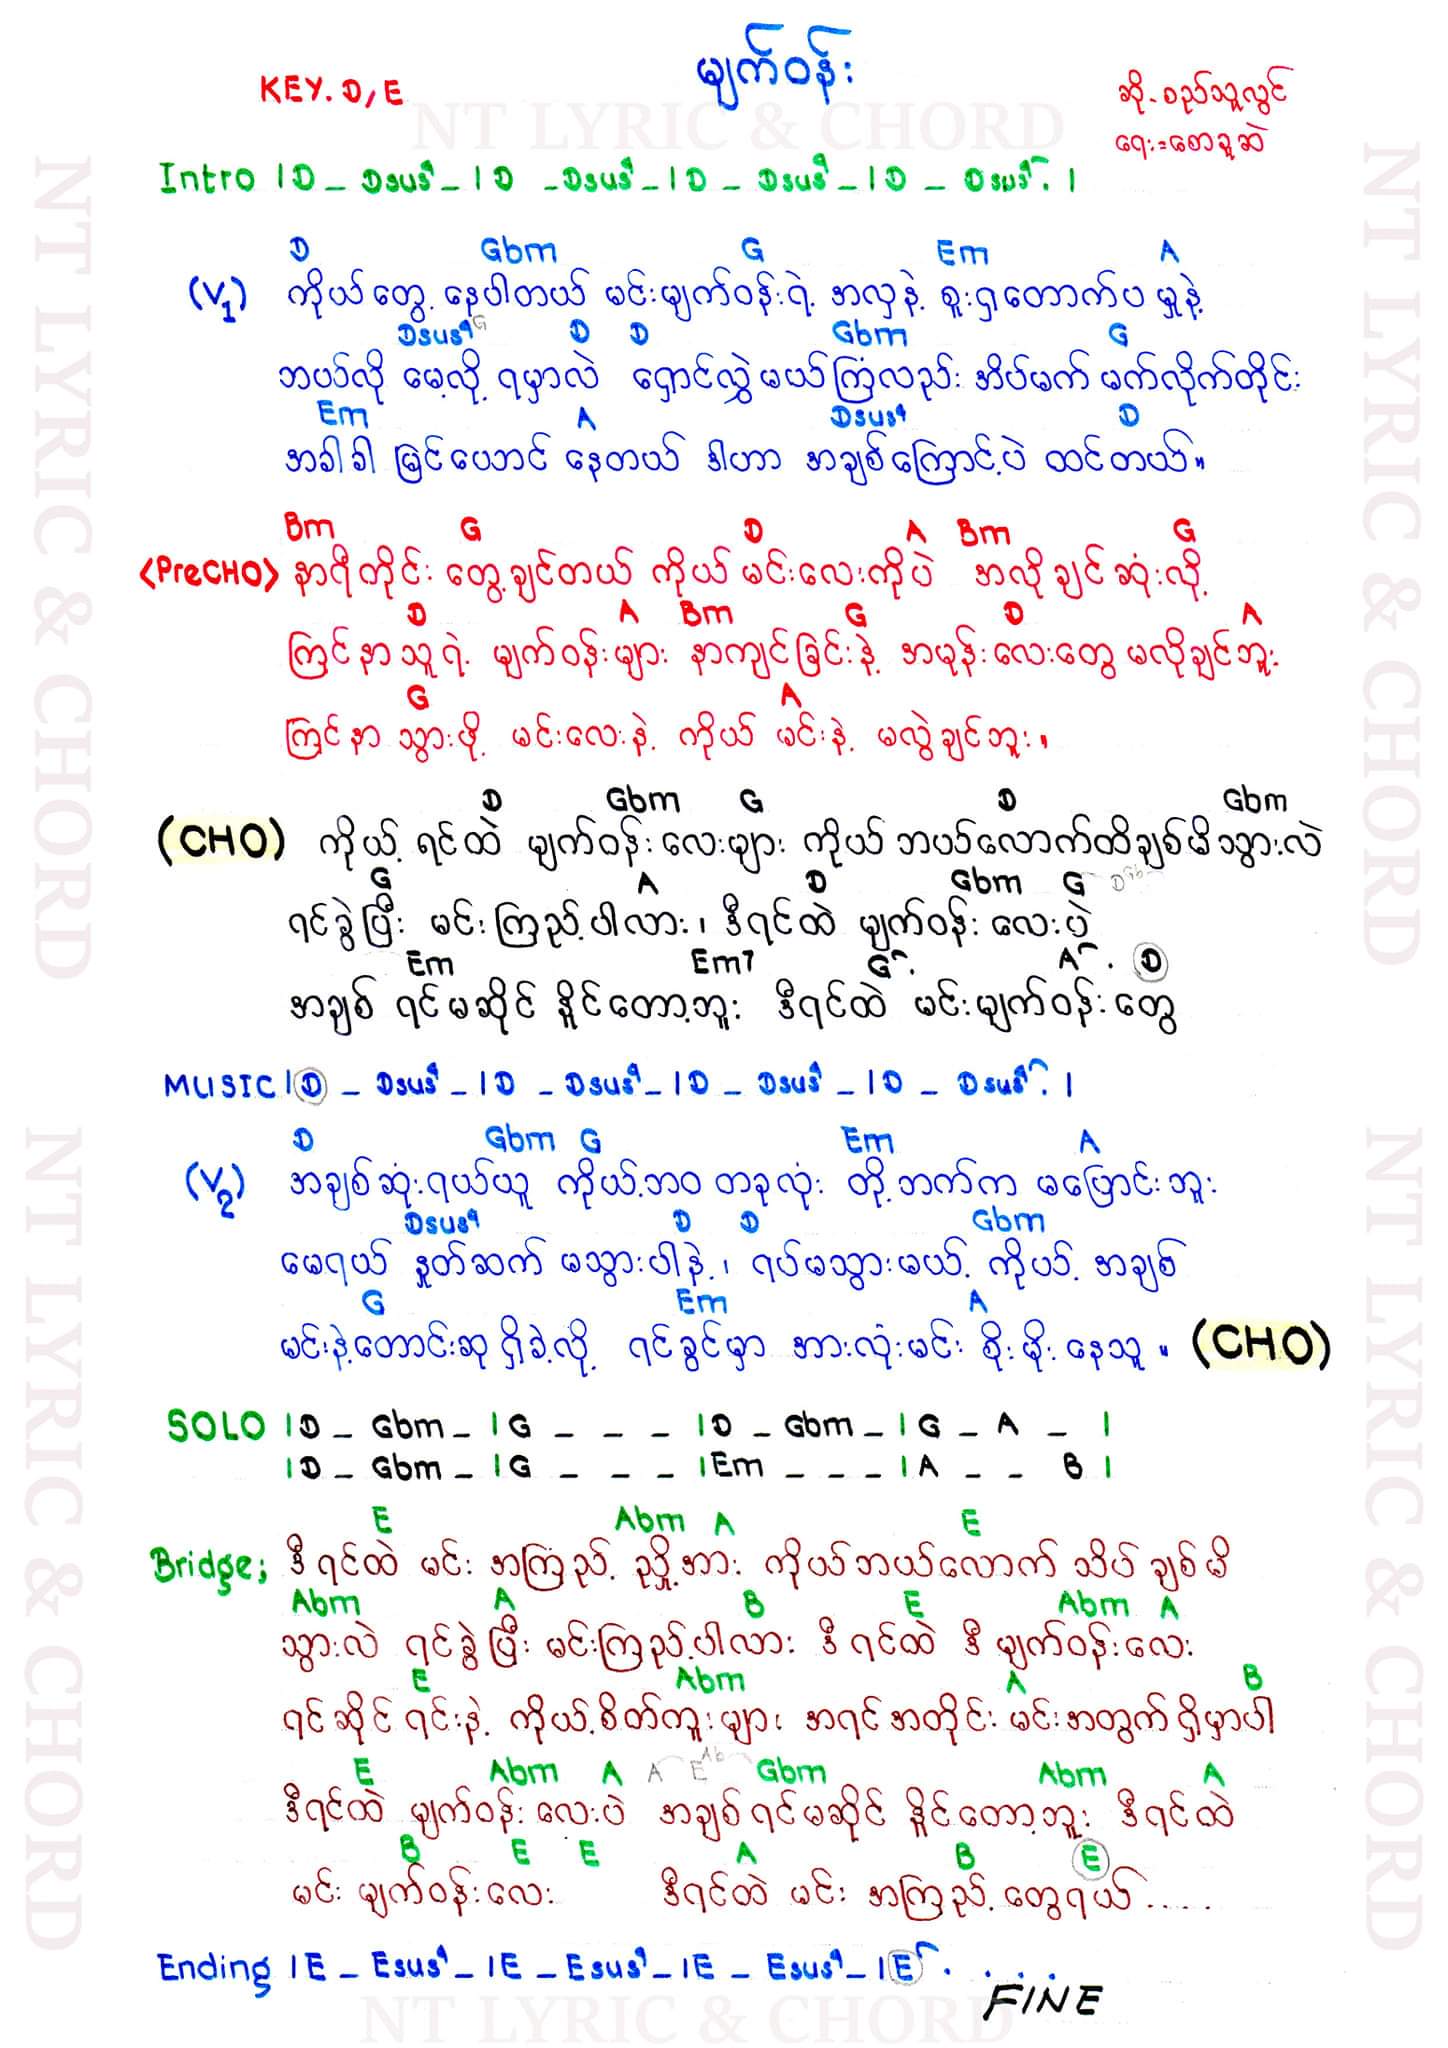 မျက်ဝန်း
KEY. D, E
ဆို - စည်သူလွင်
ရေး = စောခူဆဲ
Intro | D _ Dsus4 _ | D _ Dsus4 _ | D _ Dsus4 _ | D _ Dsus4 . |
D Gbm G Em A
(V1) ကိုယ်တွေ့ နေပါတယ် မင်းမျက်ဝန်းရဲ့ အလှနဲ့ စူးရှတောက်ပ မှုနဲ့
Dsus4 G D D Gbm G
ဘယ်လို မေ့လို့ ရမှာလဲ ရှောင်လွှဲမယ်ကြံလည်း အိပ်မက် မက်လိုက်တိုင်း
Em A Dsus4 D
အခါခါ မြင်ပေဘင် နေတယ် ဒါဟာ အချစ်ကြောင့်ပဲ ထင်တယ်။
Bm G D A Bm G
<PreCHO> နာရီတိုင်း တွေ့ချင်တယ် ကိုယ် မင်းလေးကိုပဲ အလိုချင်ဆုံးလို့
D A Bm G D A
ကြင်နာသူရဲ့ မျက်ဝန်းများ နာကျင်ခြင်းနဲ့ အမုန်းလေးတွေ မလိုချင်ဘူး
G A
ကြင်နာ သွားဖို့ မင်းလေးနဲ့ ကိုယ် မင်းနဲ့ မလွဲချင်ဘူး ။
D Gbm G D Gbm
(CHO) ကိုယ့် ရင်ထဲ မျက်ဝန်းလေးများ ကိုယ် ဘယ်လောက်ထိချစ်မိသွားလဲ
G A D Gbm G D Gb
ရင်ခွဲပြီး မင်းကြည့်ပါလား၊ ဒီရင်ထဲ မျက်ဝန်းလေးပဲ
Em Em7 G . A . D
အချစ် ရင်မဆိုင် နိူင်တော့ဘူး ဒီရင်ထဲ မင်းမျက်ဝန်းတွေ
MUSIC | D _ Dsus4 _ | D _ Dsus4 _ | D _ Dsus4 _ | D _ Dsus4 . |
D Gbm G Em A
(V2) အချစ်ဆုံးရယ်ယူ ကိုယ့်ဘဝ တခုလုံး တို့ဘက်က မပြောင်းဘူး
Dsus4 D D Gbm
မေရယ် နှုတ်ဆက် မသွားပါနဲ့၊ ရပ်မသွားမယ့် ကိုယ့် အချစ်
G Em A
မင်းနဲ့တောင်းဆု ရှိခဲ့လို့ ရင်ခွင်မှာ အားလုံးမင်း စိုးမိုး နေသူ ။ (CHO)
SOLO | D _ Gbm _ | G _ _ _ | D _ Gbm _ | G _ A _ |
| D _ Gbm _ | G _ _ _ | Em _ _ _ | A _ _ B |
E Abm A E
Bridge; ဒီရင်ထဲ မင်း အကြည့် ညှို့အား ကိုယ်ဘယ်လောက် သိပ် ချစ်မိ
Abm A B E Abm A
သွားလဲ ရင်ခွဲပြီး မင်းကြည့်ပါလား ဒီရင်ထဲ ဒီ မျက်ဝန်းလေး
E Abm A B
ရင်ဆိုင် ရင်းနဲ့ ကိုယ့်စိတ်ကူးများ အရင်အတိုင်း မင်းအတွက်ရှိမှာပါ
E Abm A A E Ab Gbm Abm A
ဒီရင်ထဲ မျက်ဝန်းလေးပဲ အချစ်ရင်မဆိုင် နိူင်တော့ဘူး ဒီရင်ထဲ
B E E A B E
မင်း မျက်ဝန်းလေး ဒီရင်ထဲ မင်း အကြည့် တွေရယ်.....
Ending | E _ Esus4 _ | E _ Esus4 _ | E _ Esus4 _ | E . . . .
FINE
NT LYRIC & CHORD
NT LYRIC & CHORD
NT LYRIC & CHORD
NT LYRIC & CHORD
NT LYRIC & CHORD
NT LYRIC & CHORD